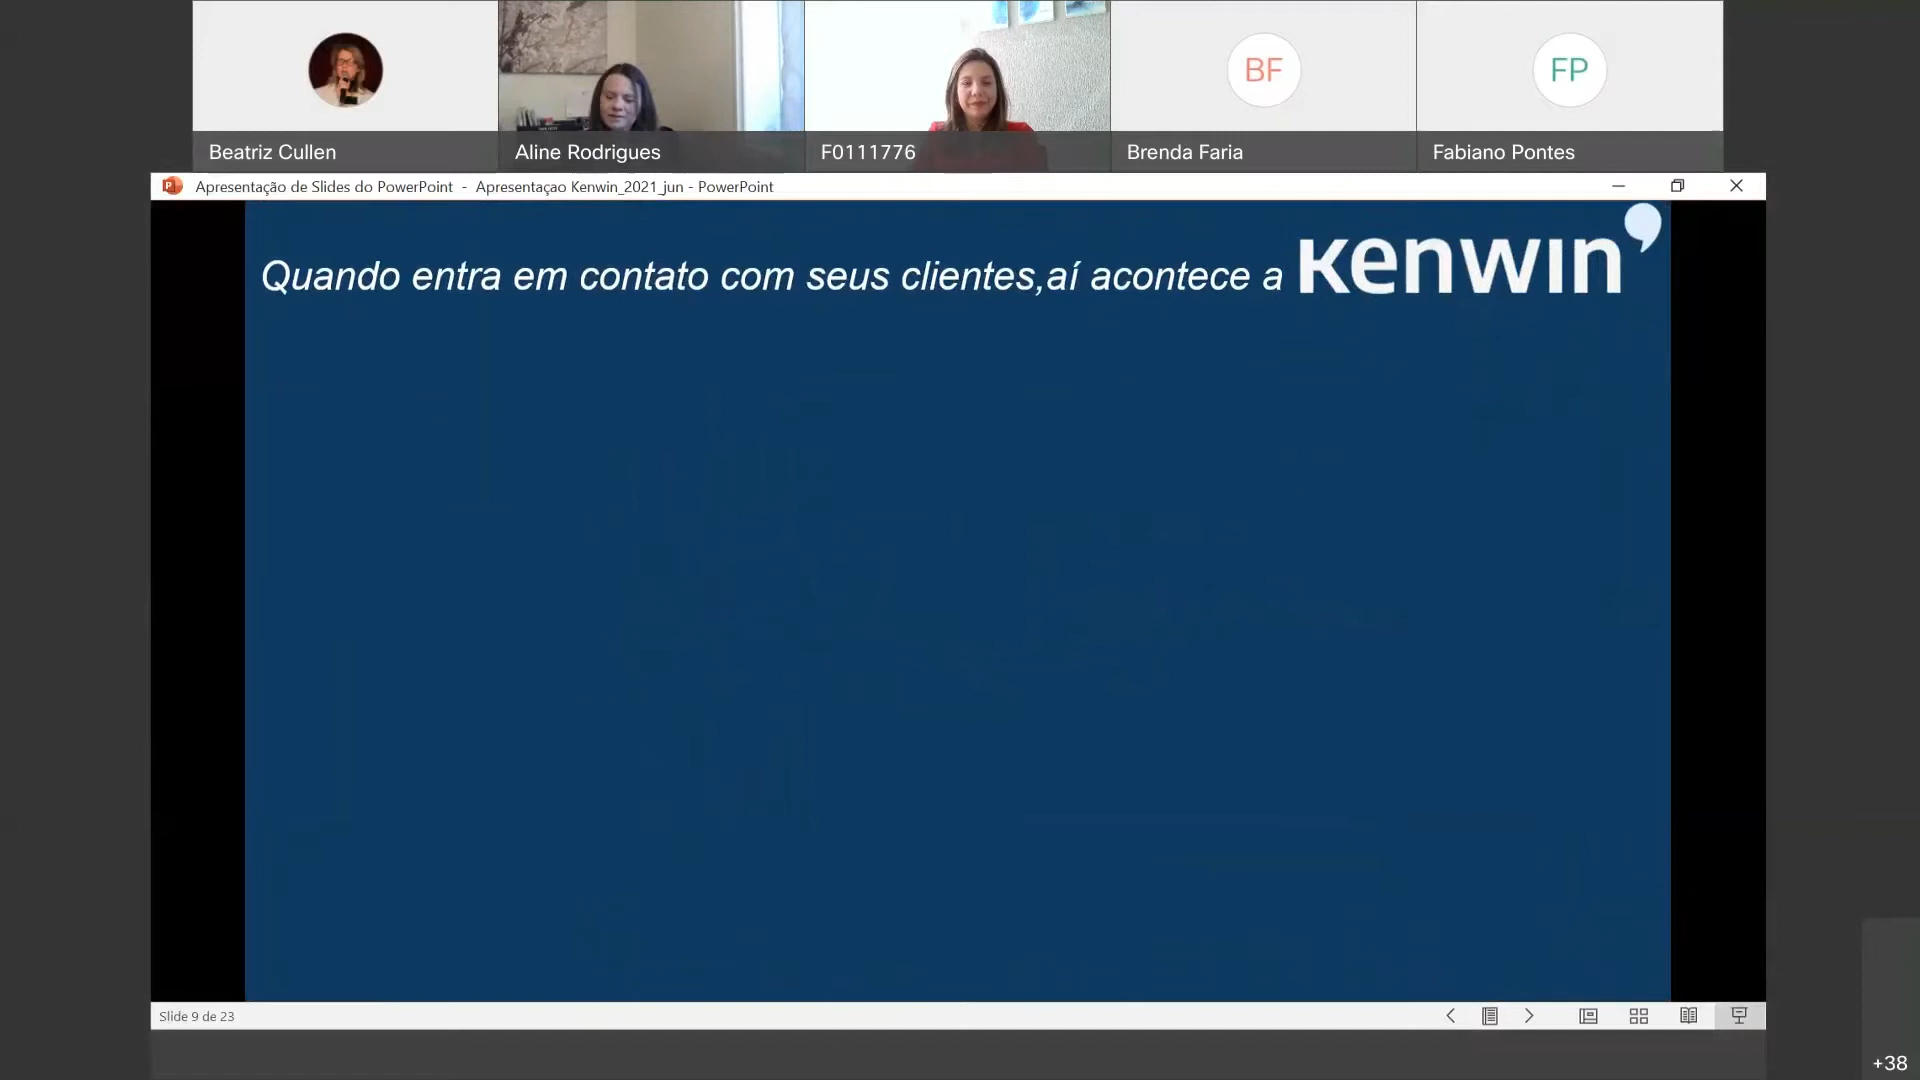 BF
FP
Beatriz Cullen
Aline Rodrigues
F0111776
Brenda Faria
Fabiano Pontes
Apresentação de Slides do PowerPoint - Apresentaçao Kenwin_2021_jun - PowerPoint
Quando entra em contato com seus clientes,aí acontece a kenwin
Slide 9 de 23
+38